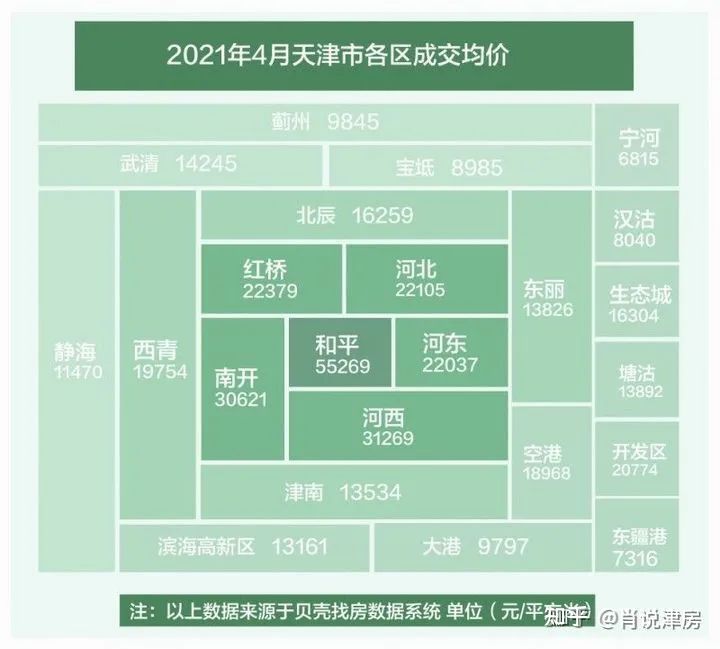 2021年4月天津市各区成交均价
蓟州 9845
宁河
6815
武清 14245
宝坻 8985
北辰 16259
汉沽
8040
红桥
22379
河北
22105
东丽
13826
生态城
16304
静海
11470
西青
19754
南开
30621
和平
55269
河东
22037
塘沽
13892
河西
31269
空港
18968
开发区
20774
津南 13534
滨海高新区 13161
大港 9797
东疆港
7316
注：以上数据来源于贝壳找房数据系统 单位（元/平
知乎 @肖说津房